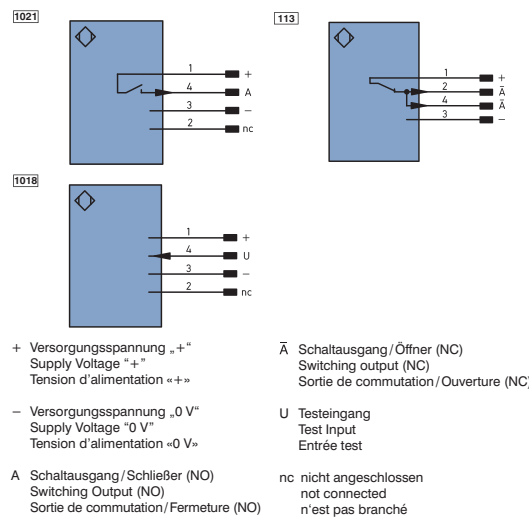 1021
1 +
4 A
3 −
2 nc
113
1 +
2 Ā
4 Ā
3 −
1018
1 +
4 U
3 −
2 nc
+ Versorgungsspannung „+“
Supply Voltage “+”
Tension d'alimentation «+»
− Versorgungsspannung „0 V“
Supply Voltage “0 V”
Tension d'alimentation «0 V»
A Schaltausgang/Schließer (NO)
Switching Output (NO)
Sortie de commutation/Fermeture (NO)
Ā Schaltausgang/Öffner (NC)
Switching output (NC)
Sortie de commutation/Ouverture (NC)
U Testeingang
Test Input
Entrée test
nc nicht angeschlossen
not connected
n'est pas branché